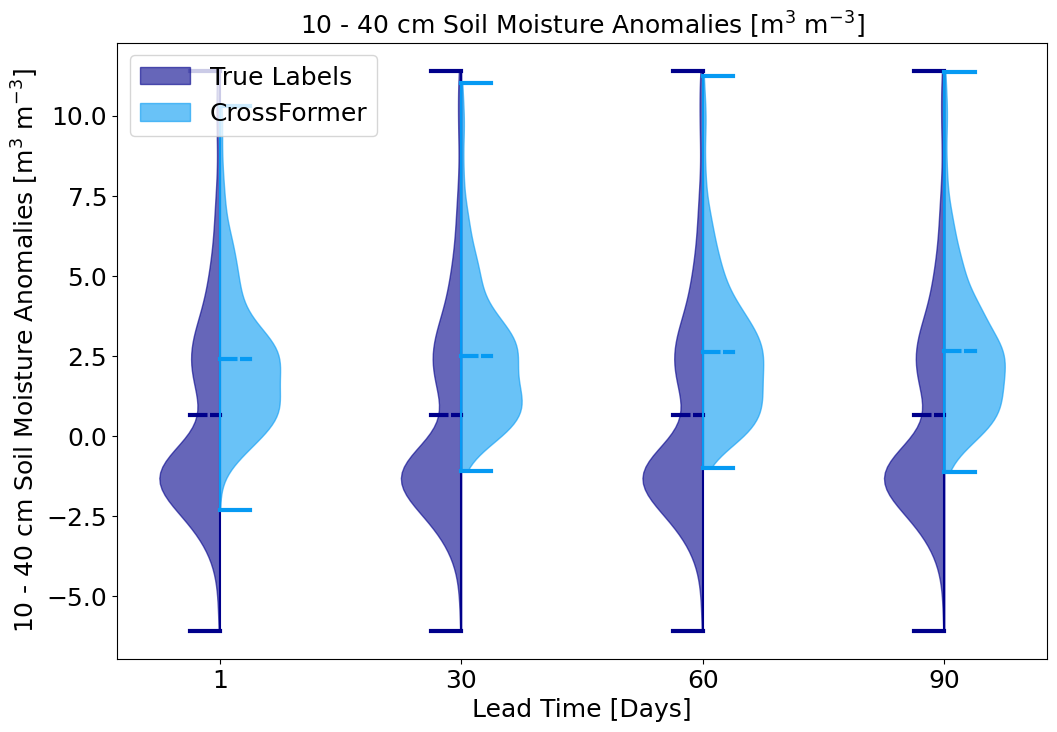 10 - 40 cm Soil Moisture Anomalies [m³ m⁻³]
True Labels
CrossFormer
10 - 40 cm Soil Moisture Anomalies [m³ m⁻³]
10.0
7.5
5.0
2.5
0.0
−2.5
−5.0
1 30 60 90
Lead Time [Days]